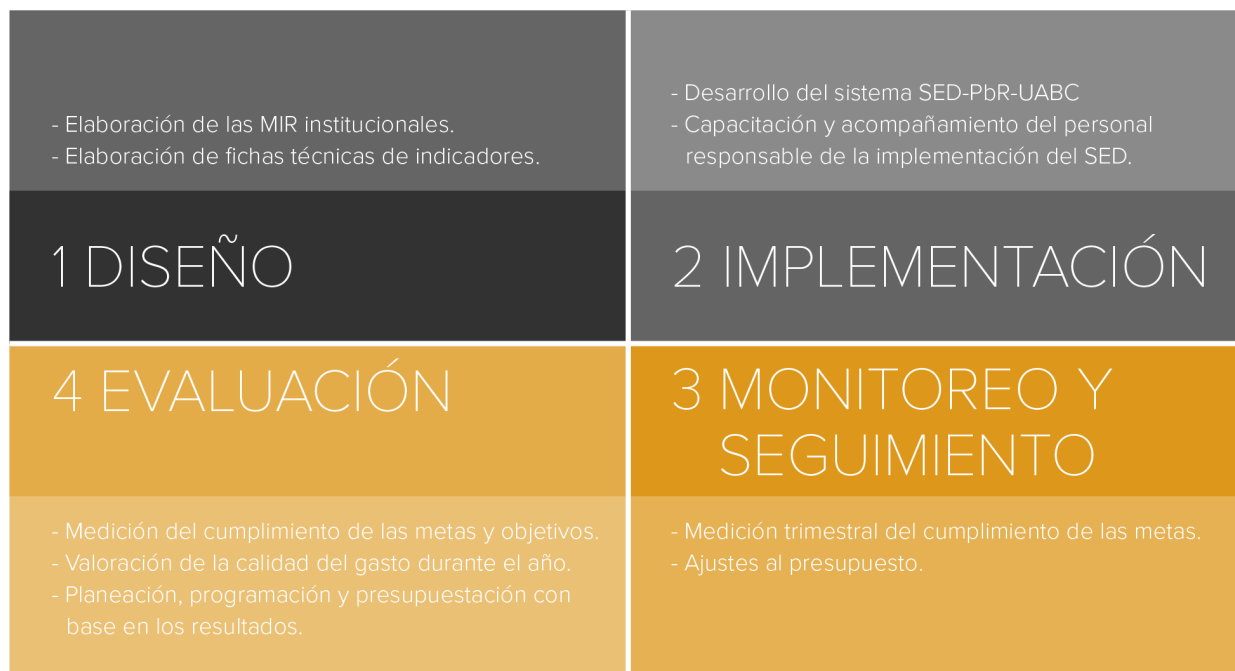 - Elaboración de las MIR institucionales.
- Elaboración de fichas técnicas de indicadores.
1 DISEÑO
- Desarrollo del sistema SED-PbR-UABC
- Capacitación y acompañamiento del personal
responsable de la implementación del SED.
2 IMPLEMENTACIÓN
4 EVALUACIÓN
- Medición del cumplimiento de las metas y objetivos.
- Valoración de la calidad del gasto durante el año.
- Planeación, programación y presupuestación con
base en los resultados.
3 MONITOREO Y
SEGUIMIENTO
- Medición trimestral del cumplimiento de las metas.
- Ajustes al presupuesto.